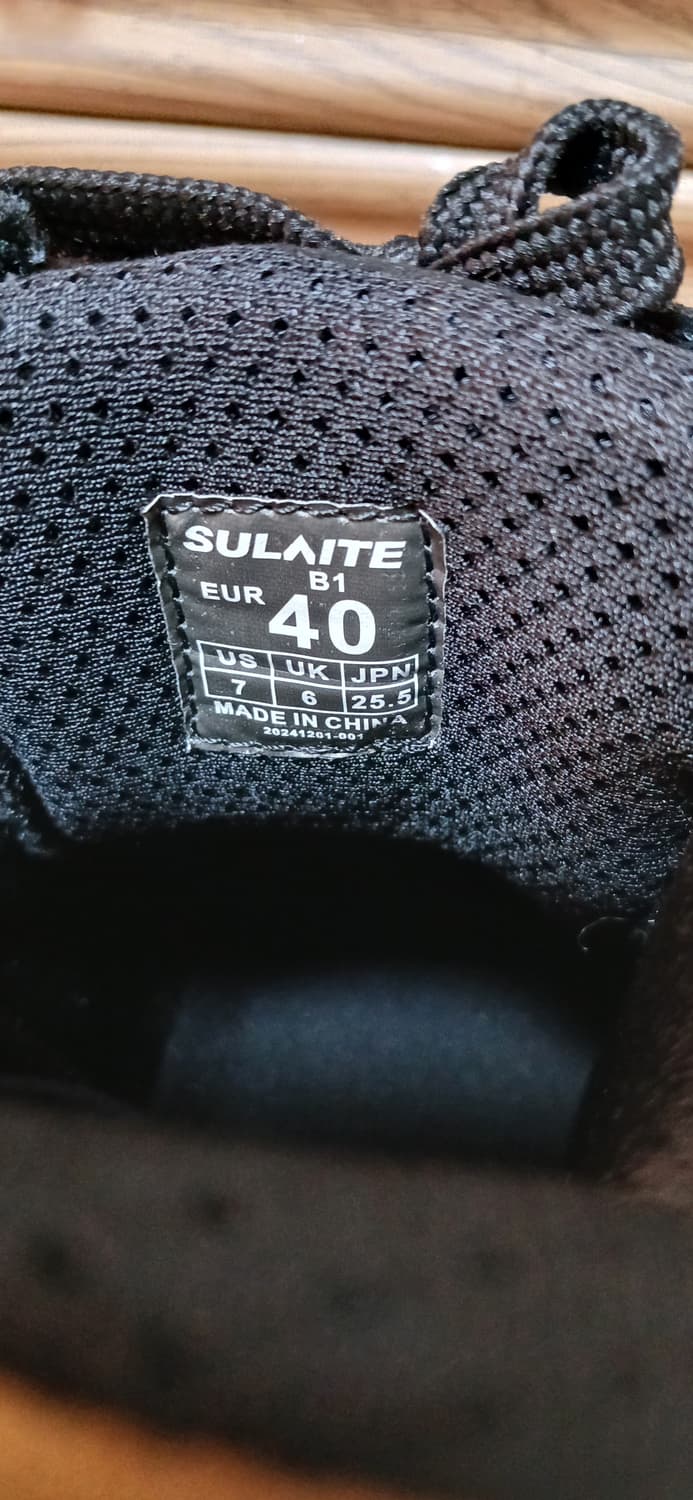 SULAITE
B1
EUR 40
US UK JPN
7 6 25.5
MADE IN CHINA
20241201-001